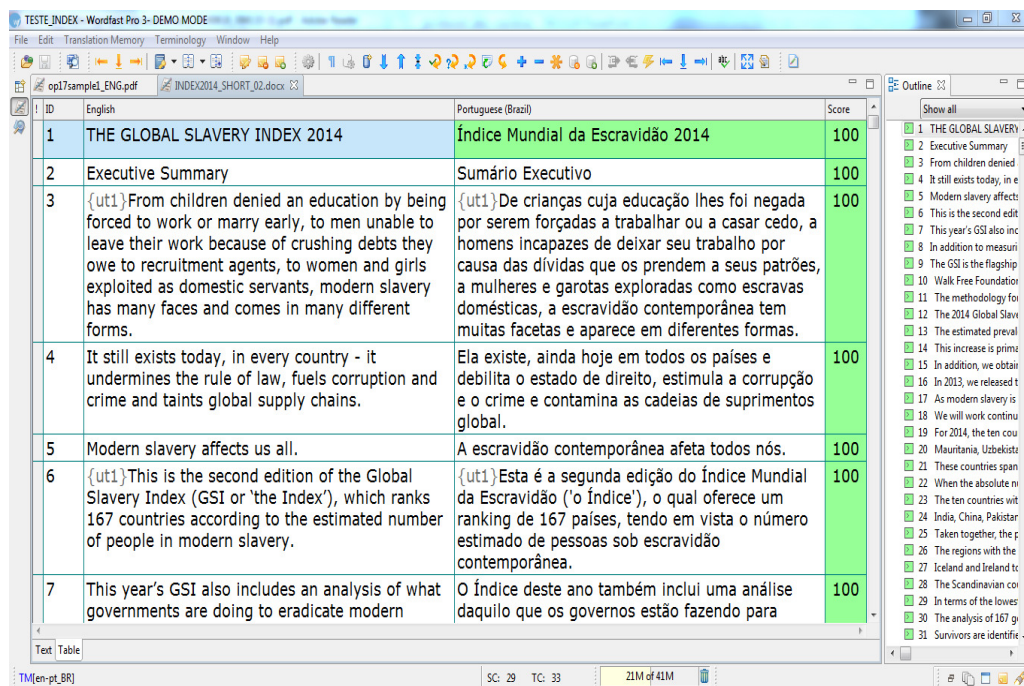 TESTE_INDEX - Wordfast Pro 3- DEMO MODE
File Edit Translation Memory Terminology Window Help
op17sample1_ENG.pdf INDEX2014_SHORT_02.docx
Outline
! ID English Portuguese (Brazil) Score
Show all
1 THE GLOBAL SLAVERY INDEX 2014 Índice Mundial da Escravidão 2014 100
2 Executive Summary Sumário Executivo 100
3 {ut1}From children denied an education by being {ut1}De crianças cuja educação lhes foi negada 100
forced to work or marry early, to men unable to por serem forçadas a trabalhar ou a casar cedo, a
leave their work because of crushing debts they homens incapazes de deixar seu trabalho por
owe to recruitment agents, to women and girls causa das dívidas que os prendem a seus patrões,
exploited as domestic servants, modern slavery a mulheres e garotas exploradas como escravas
has many faces and comes in many different domésticas, a escravidão contemporânea tem
forms. muitas facetas e aparece em diferentes formas.
4 It still exists today, in every country - it Ela existe, ainda hoje em todos os países e 100
undermines the rule of law, fuels corruption and debilita o estado de direito, estimula a corrupção
crime and taints global supply chains. e o crime e contamina as cadeias de suprimentos
global.
5 Modern slavery affects us all. A escravidão contemporânea afeta todos nós. 100
6 {ut1}This is the second edition of the Global {ut1}Esta é a segunda edição do Índice Mundial 100
Slavery Index (GSI or ‘the Index’), which ranks da Escravidão ('o Índice'), o qual oferece um
167 countries according to the estimated number ranking de 167 países, tendo em vista o número
of people in modern slavery. estimado de pessoas sob escravidão
contemporânea.
7 This year’s GSI also includes an analysis of what O Índice deste ano também inclui uma análise 100
governments are doing to eradicate modern daquilo que os governos estão fazendo para
1 THE GLOBAL SLAVERY
2 Executive Summary
3 From children denied
4 It still exists today, in e
5 Modern slavery affects
6 This is the second edit
7 This year's GSI also inc
8 In addition to measuri
9 The GSI is the flagship
10 Walk Free Foundation
11 The methodology for
12 The 2014 Global Slave
13 The estimated preval
14 This increase is prima
15 In addition, we obtain
16 In 2013, we released t
17 As modern slavery is
18 We will work continu
19 For 2014, the ten cou
20 Mauritania, Uzbekista
21 These countries span
22 When the absolute nu
23 The ten countries wit
24 India, China, Pakistan
25 Taken together, the p
26 The regions with the
27 Iceland and Ireland to
28 The Scandinavian cou
29 In terms of the lowes
30 The analysis of 167 go
31 Survivors are identifie
Text Table
TM[en-pt_BR] SC: 29 TC: 33 21M of 41M